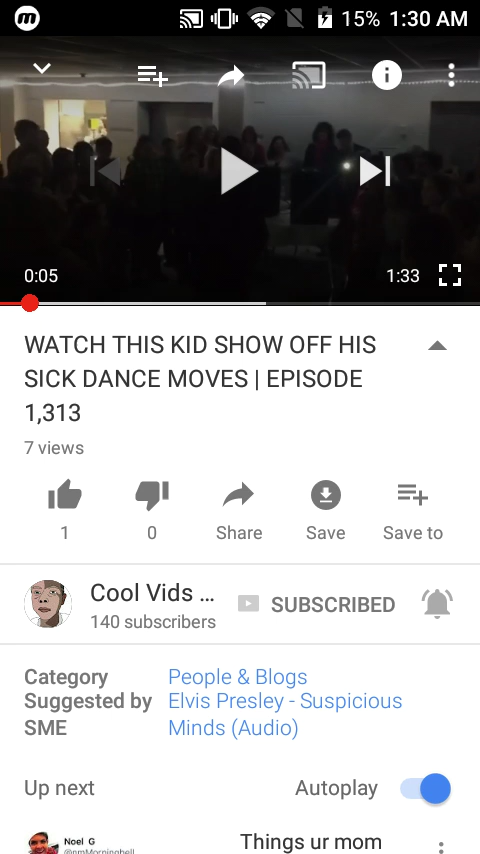 m 15% 1:30 AM
0:05 1:33
WATCH THIS KID SHOW OFF HIS
SICK DANCE MOVES | EPISODE
1,313
7 views
1 0 Share Save Save to
Cool Vids ... SUBSCRIBED
140 subscribers
Category People & Blogs
Suggested by Elvis Presley - Suspicious
SME Minds (Audio)
Up next Autoplay
Noel G Things ur mom